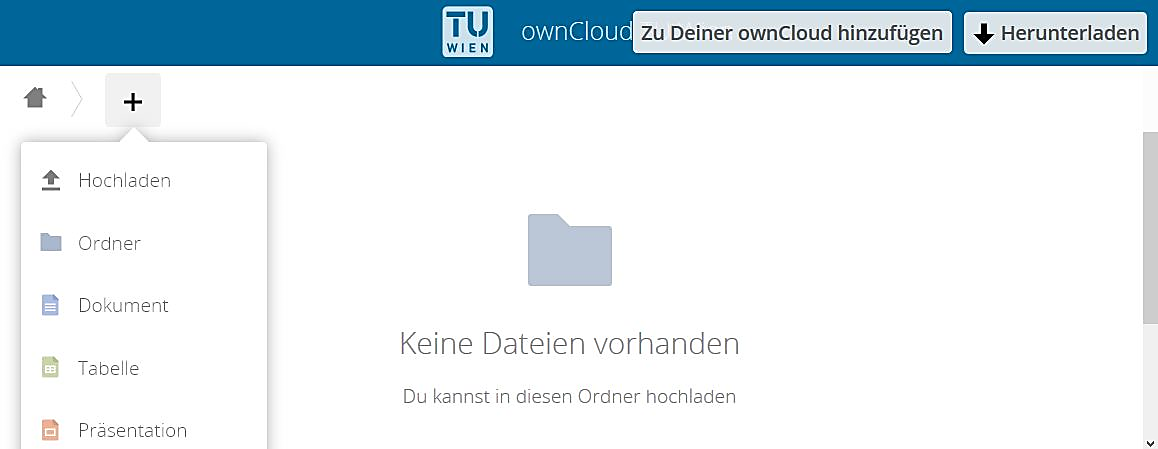 TU
WIEN
ownCloud
Zu Deiner ownCloud hinzufügen
Herunterladen
Hochladen
Ordner
Dokument
Tabelle
Präsentation
Keine Dateien vorhanden
Du kannst in diesen Ordner hochladen